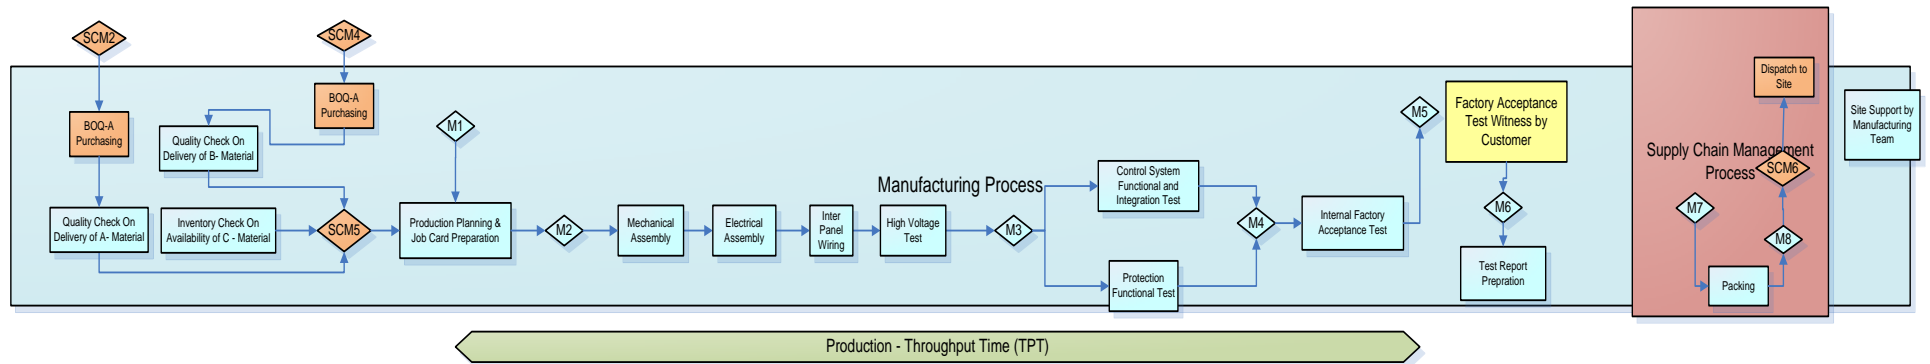 SCM2
SCM4
BOQ-A
Purchasing
BOQ-A
Purchasing
Quality Check On
Delivery of B- Material
M1
Quality Check On
Delivery of A- Material
Inventory Check On
Availability of C - Material
SCM5
Production Planning &
Job Card Preparation
M2
Mechanical
Assembly
Electrical
Assembly
Inter
Panel
Wiring
Manufacturing Process
High Voltage
Test
M3
Control System
Functional and
Integration Test
Protection
Functional Test
M4
Internal Factory
Acceptance Test
M5
Factory Acceptance
Test Witness by
Customer
M6
Test Report
Prepration
Dispatch to
Site
Supply Chain Management
Process
SCM6
M7
M8
Packing
Site Support by
Manufacturing
Team
Production - Throughput Time (TPT)